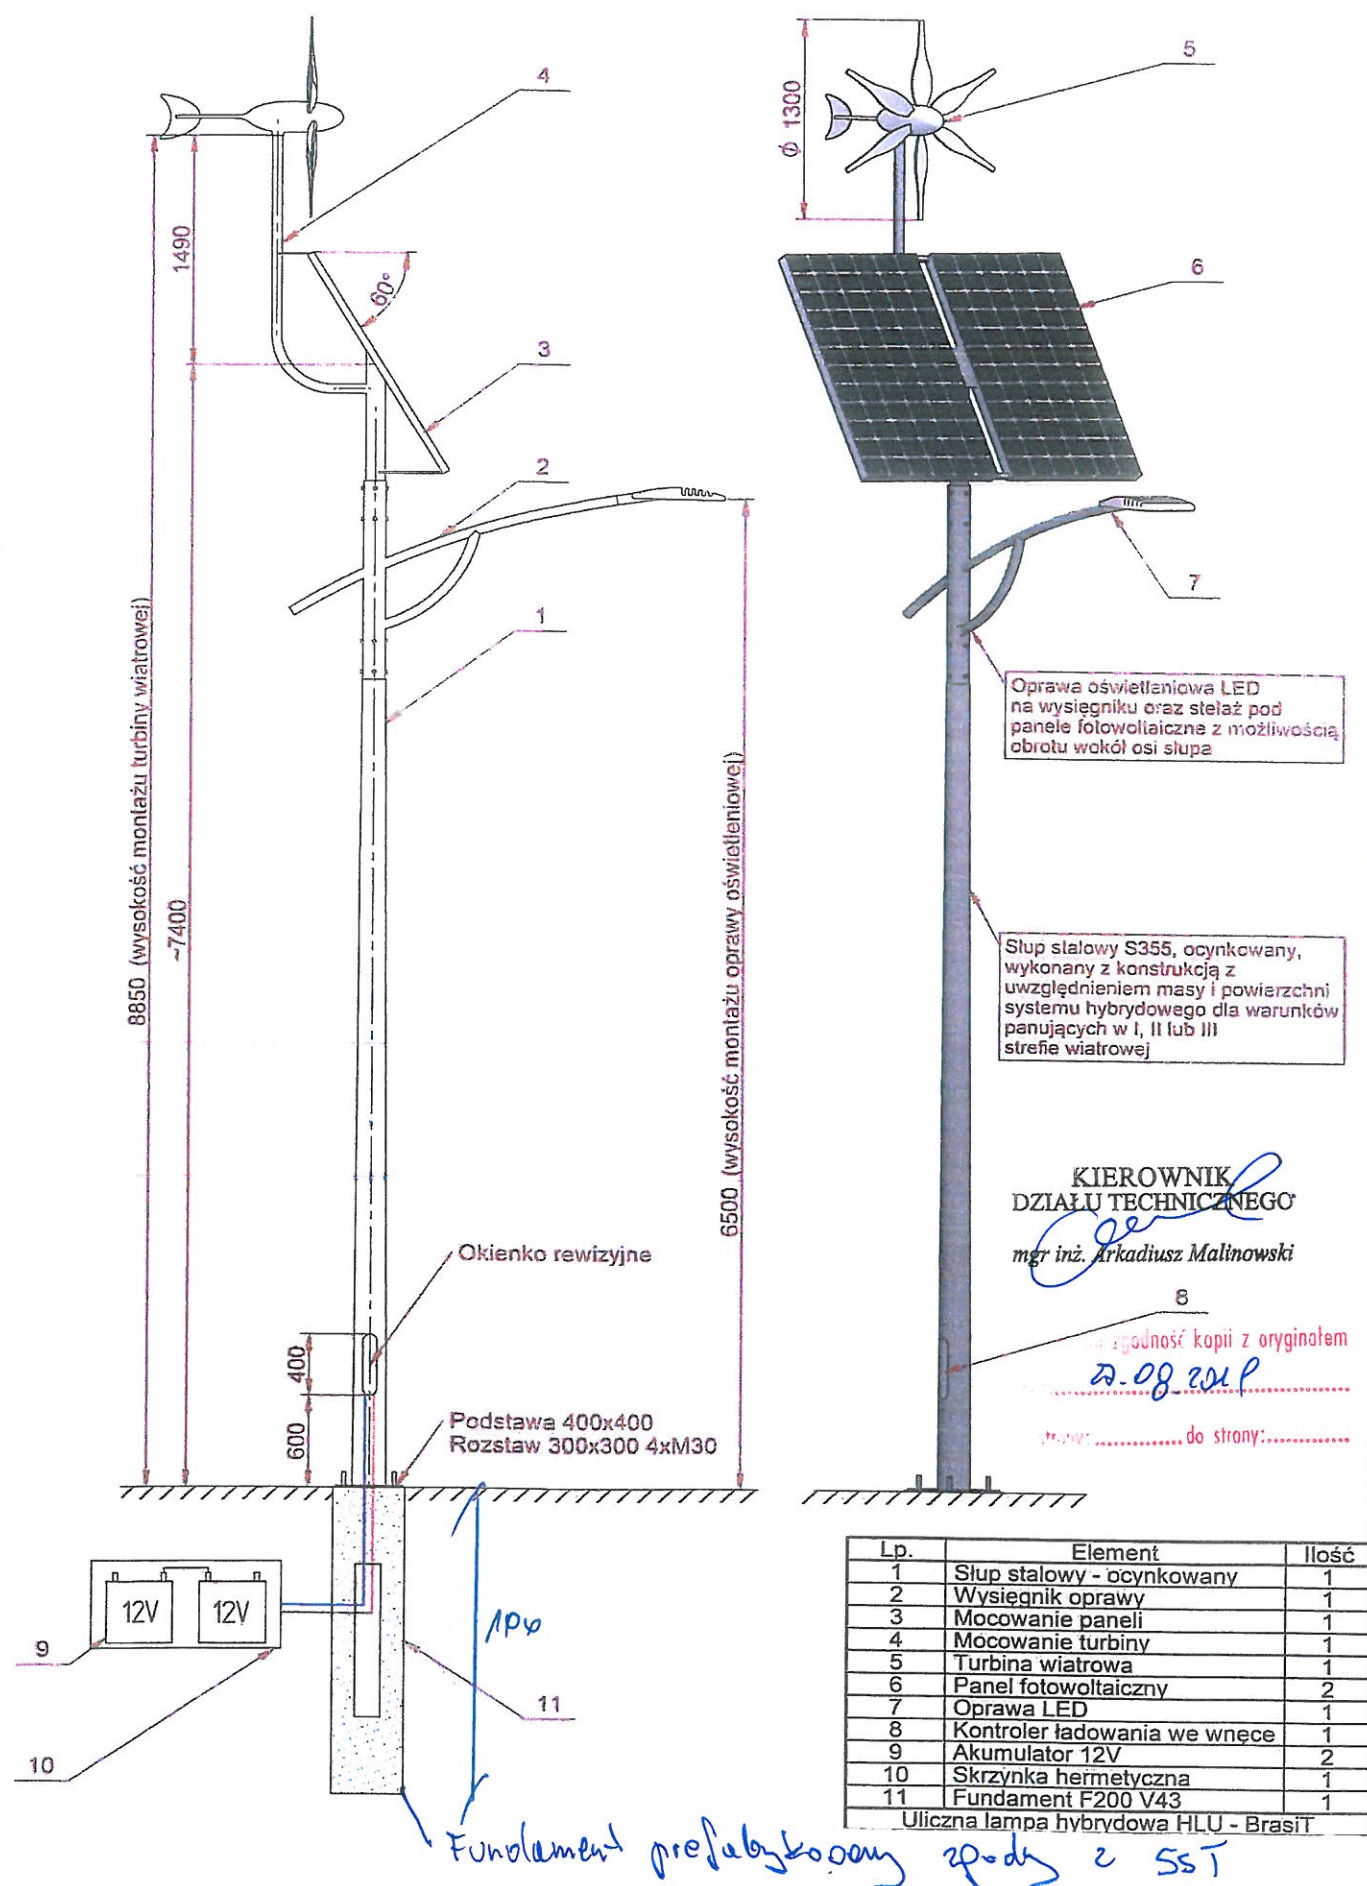 4
5
Φ 1300
1490
60°
6
3
2
7
1
8850 (wysokość montażu turbiny wiatrowej)
~7400
6500 (wysokość montażu oprawy oświetleniowej)
Oprawa oświetleniowa LED
na wysięgniku oraz stelaż pod
panele fotowoltaiczne z możliwością
obrotu wokół osi słupa
Słup stalowy S355, ocynkowany,
wykonany z konstrukcją z
uwzględnieniem masy i powierzchni
systemu hybrydowego dla warunków
panujących w I, II lub III
strefie wiatrowej
KIEROWNIK
DZIAŁU TECHNICZNEGO
mgr inż. Arkadiusz Malinowski
Okienko rewizyjne
8
zgodność kopii z oryginałem
400
600
Podstawa 400x400
Rozstaw 300x300 4xM30
do strony:
12V 12V
9
10
11
Lp. Element Ilość
1 Słup stalowy - ocynkowany 1
2 Wysięgnik oprawy 1
3 Mocowanie paneli 1
4 Mocowanie turbiny 1
5 Turbina wiatrowa 1
6 Panel fotowoltaiczny 2
7 Oprawa LED 1
8 Kontroler ładowania we wnęce 1
9 Akumulator 12V 2
10 Skrzynka hermetyczna 1
11 Fundament F200 V43 1
Uliczna lampa hybrydowa HLU - BrasiT
Fundament prefabrykowany z SST